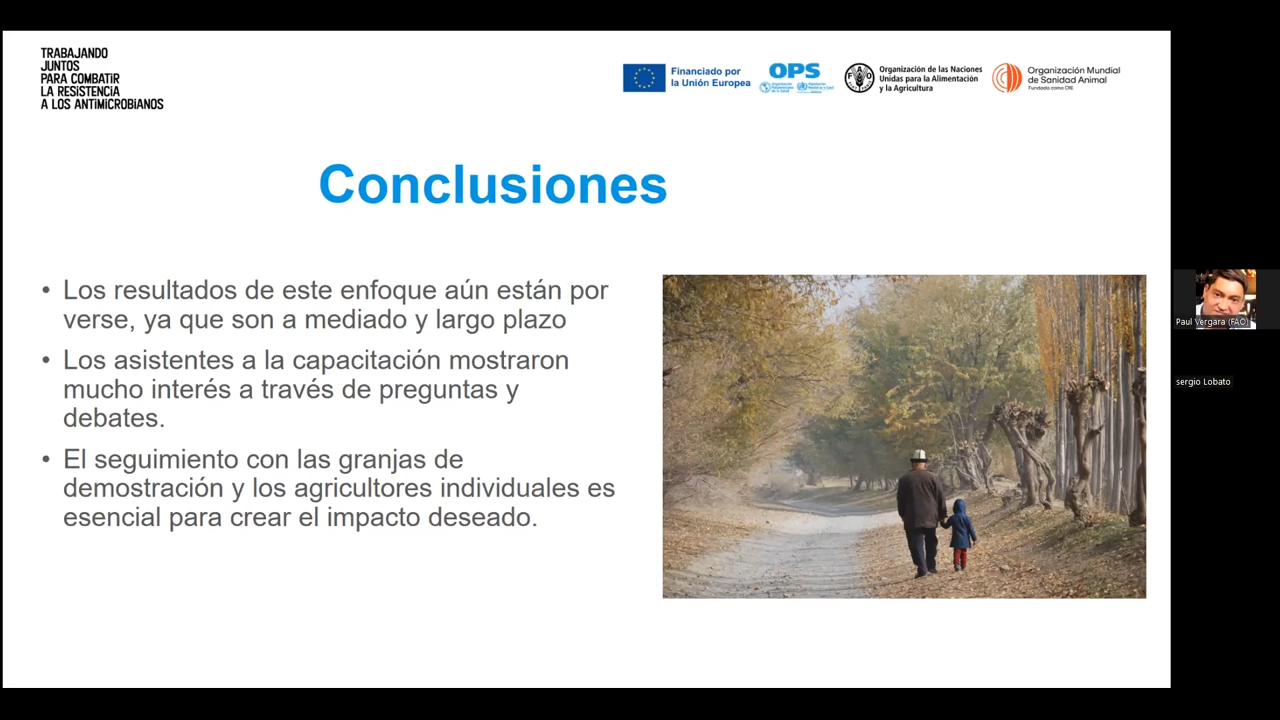 TRABAJANDO
JUNTOS
PARA COMBATIR
LA RESISTENCIA
A LOS ANTIMICROBIANOS
Financiado por
la Unión Europea
OPS
FAO
Organización de las Naciones
Unidas para la Alimentación
y la Agricultura
Organización Mundial
de Sanidad Animal
Fundada como OIE
Conclusiones
• Los resultados de este enfoque aún están por
verse, ya que son a mediado y largo plazo
• Los asistentes a la capacitación mostraron
mucho interés a través de preguntas y
debates.
• El seguimiento con las granjas de
demostración y los agricultores individuales es
esencial para crear el impacto deseado.
Paul Vergara (FAO)
sergio Lobato